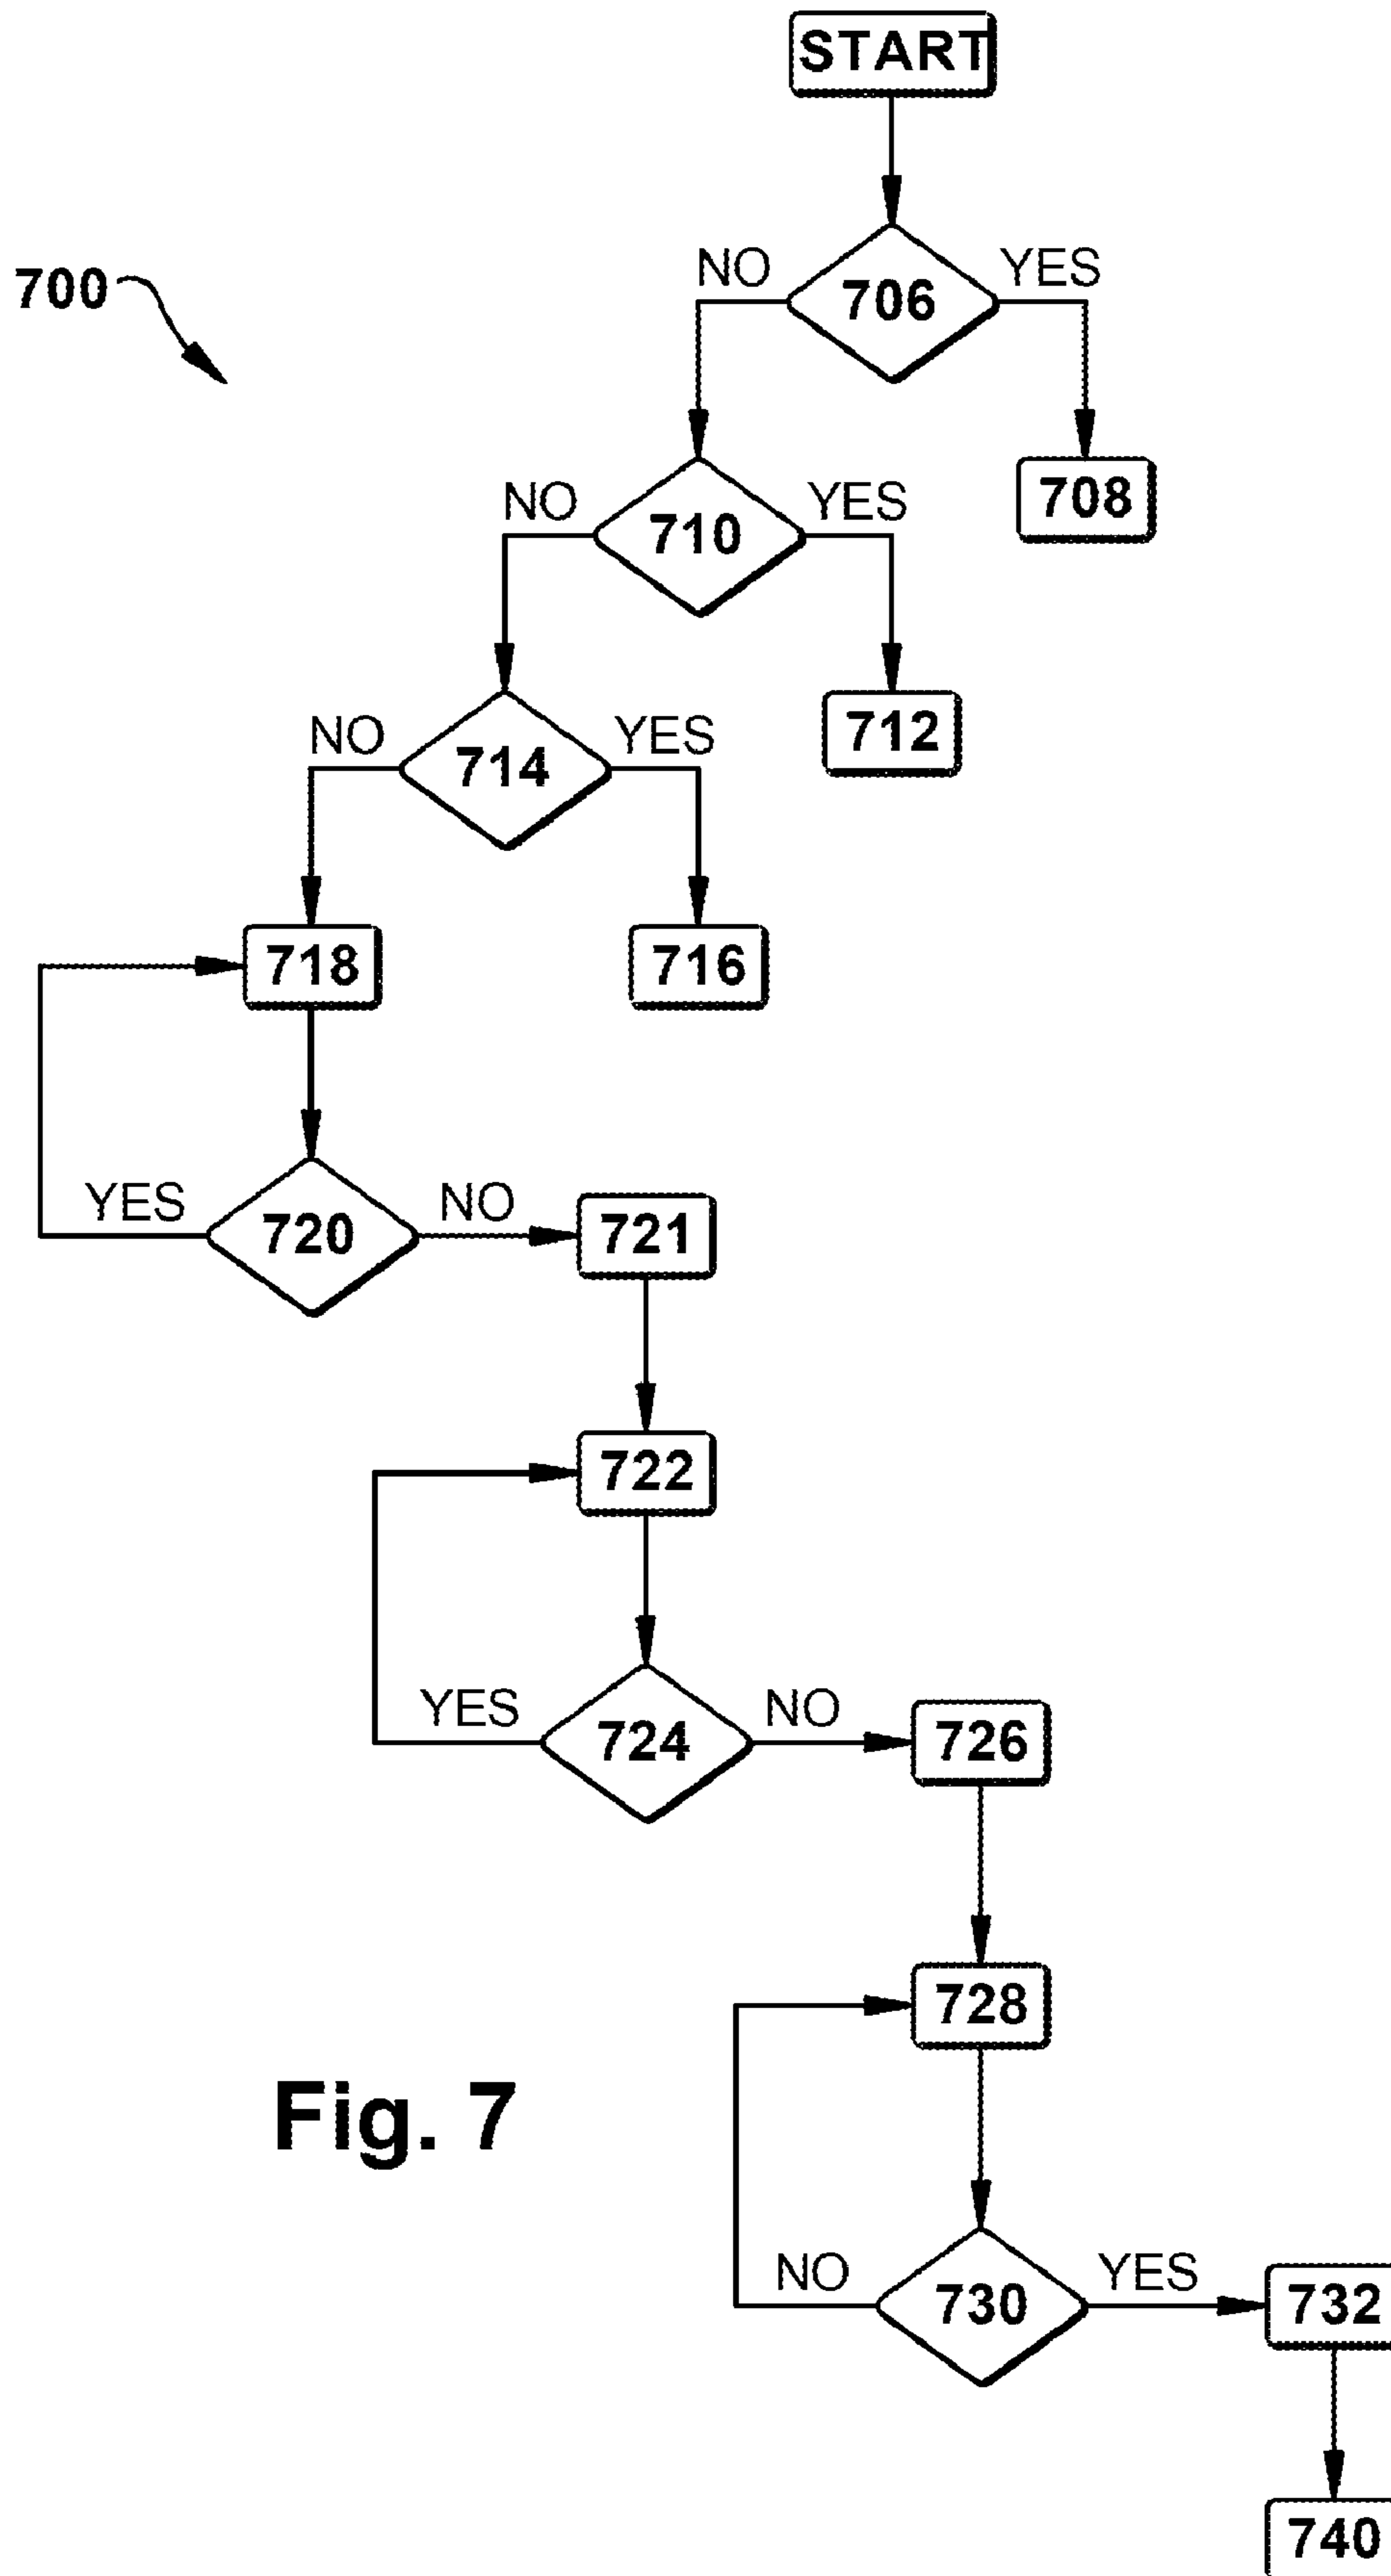 START
NO
YES
706
700
708
NO
YES
710
712
NO
YES
714
718
716
YES
NO
720
721
722
YES
NO
724
726
728
Fig. 7
NO
YES
730
732
740